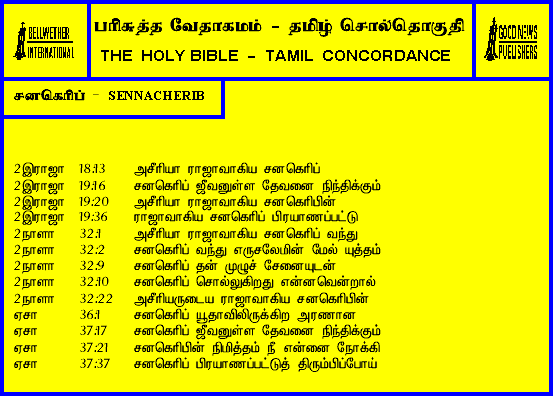 BELLWETHER
INTERNATIONAL
பரிசுத்த வேதாகமம் - தமிழ் சொல்தொகுதி
THE HOLY BIBLE - TAMIL CONCORDANCE
GOOD NEWS
PUBLISHERS
சனகெரிப் - SENNACHERIB
2இராஜா 18:13 அசீரியா ராஜாவாகிய சனகெரிப்
2இராஜா 19:16 சனகெரிப் ஜீவனுள்ள தேவனை நிந்திக்கும்
2இராஜா 19:20 அசீரியா ராஜாவாகிய சனகெரிபின்
2இராஜா 19:36 ராஜாவாகிய சனகெரிப் பிரயாணப்பட்டு
2நாளா 32:1 அசீரியா ராஜாவாகிய சனகெரிப் வந்து
2நாளா 32:2 சனகெரிப் வந்து எருசலேமின் மேல் யுத்தம்
2நாளா 32:9 சனகெரிப் தன் முழுச் சேனையுடன்
2நாளா 32:10 சனகெரிப் சொல்லுகிறது என்னவென்றால்
2நாளா 32:22 அசீரியருடைய ராஜாவாகிய சனகெரிபின்
ஏசா 36:1 சனகெரிப் யூதாவிலிருக்கிற அரணான
ஏசா 37:17 சனகெரிப் ஜீவனுள்ள தேவனை நிந்திக்கும்
ஏசா 37:21 சனகெரிபின் நிமித்தம் நீ என்னை நோக்கி
ஏசா 37:37 சனகெரிப் பிரயாணப்பட்டுத் திரும்பிப்போய்